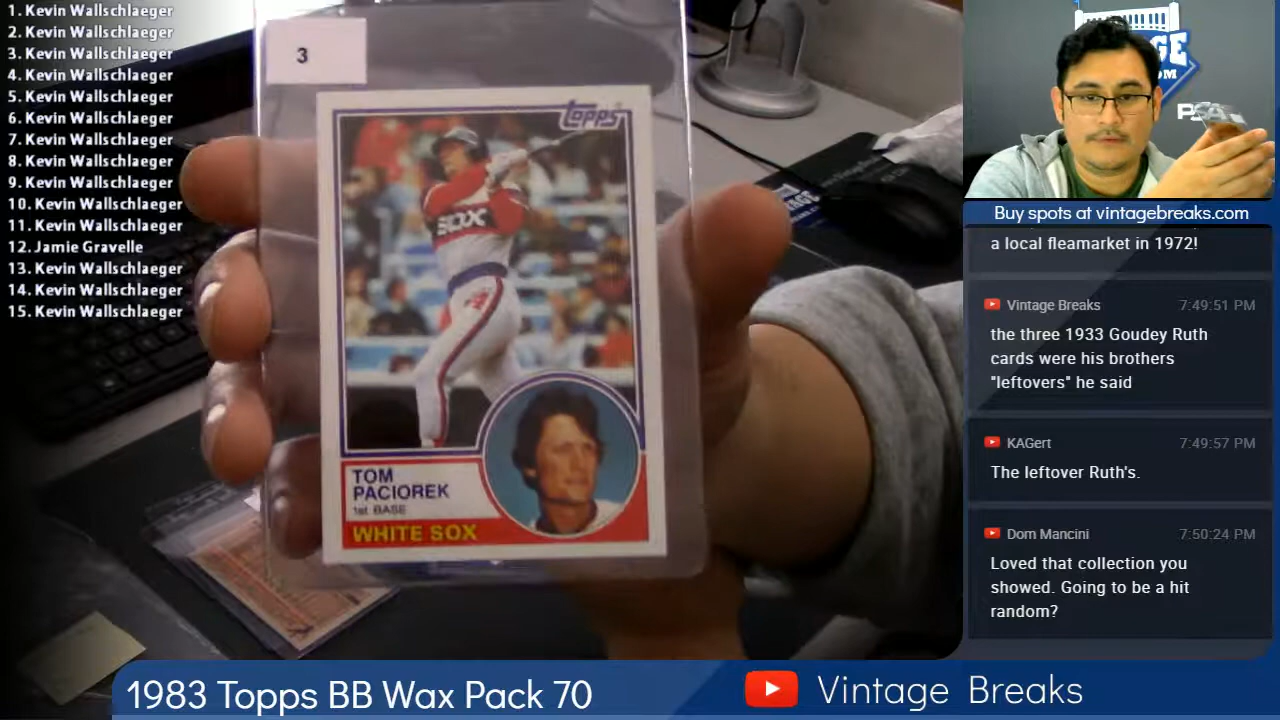 1. Kevin Wallschlaeger
2. Kevin Wallschlaeger
3. Kevin Wallschlaeger
4. Kevin Wallschlaeger
5. Kevin Wallschlaeger
6. Kevin Wallschlaeger
7. Kevin Wallschlaeger
8. Kevin Wallschlaeger
9. Kevin Wallschlaeger
10. Kevin Wallschlaeger
11. Kevin Wallschlaeger
12. Jamie Gravelle
13. Kevin Wallschlaeger
14. Kevin Wallschlaeger
15. Kevin Wallschlaeger
3
topps
SOX
TOM
PACIOREK
1st BASE
WHITE SOX
PSA
Buy spots at vintagebreaks.com
a local fleamarket in 1972!
Vintage Breaks 7:49:51 PM
the three 1933 Goudey Ruth
cards were his brothers
"leftovers" he said
KAGert 7:49:57 PM
The leftover Ruth's.
Dom Mancini 7:50:24 PM
Loved that collection you
showed. Going to be a hit
random?
1983 Topps BB Wax Pack 70
Vintage Breaks